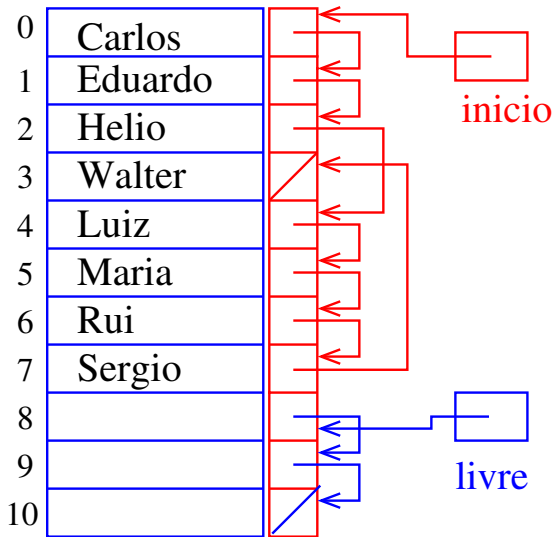 0 Carlos
1 Eduardo
inicio
2 Helio
3 Walter
4 Luiz
5 Maria
6 Rui
7 Sergio
8
9
livre
10